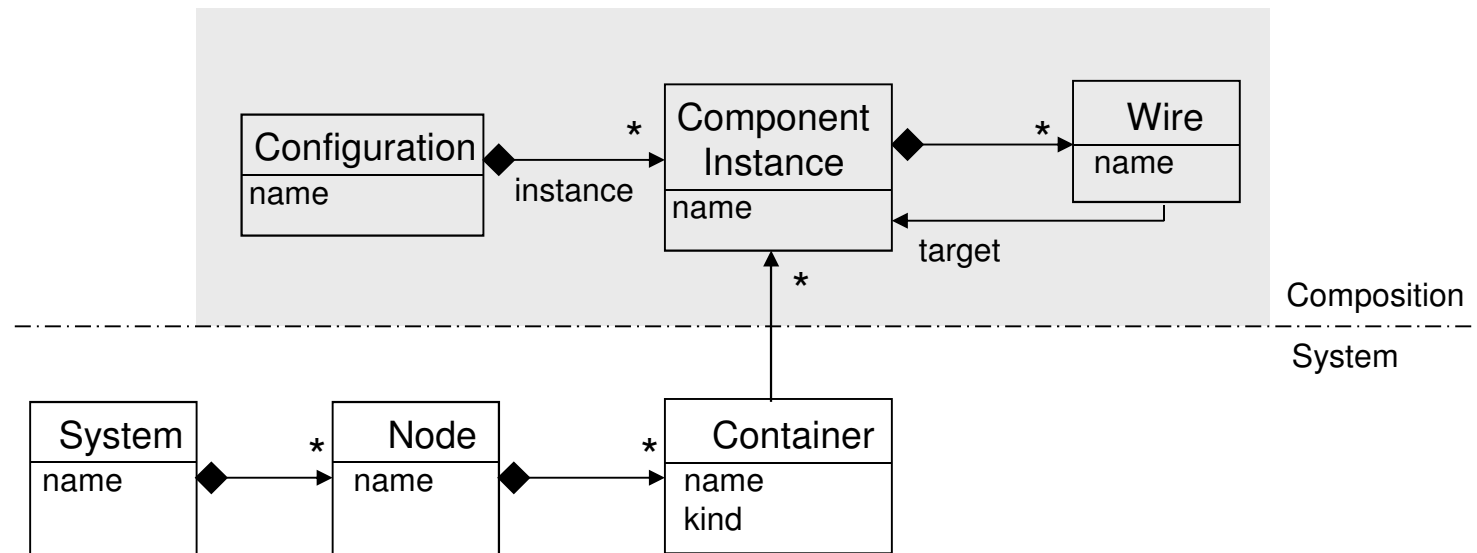 Configuration
name
*
instance
Component
Instance
name
*
Wire
name
target
*
Composition
System
System
name
*
Node
name
*
Container
name
kind